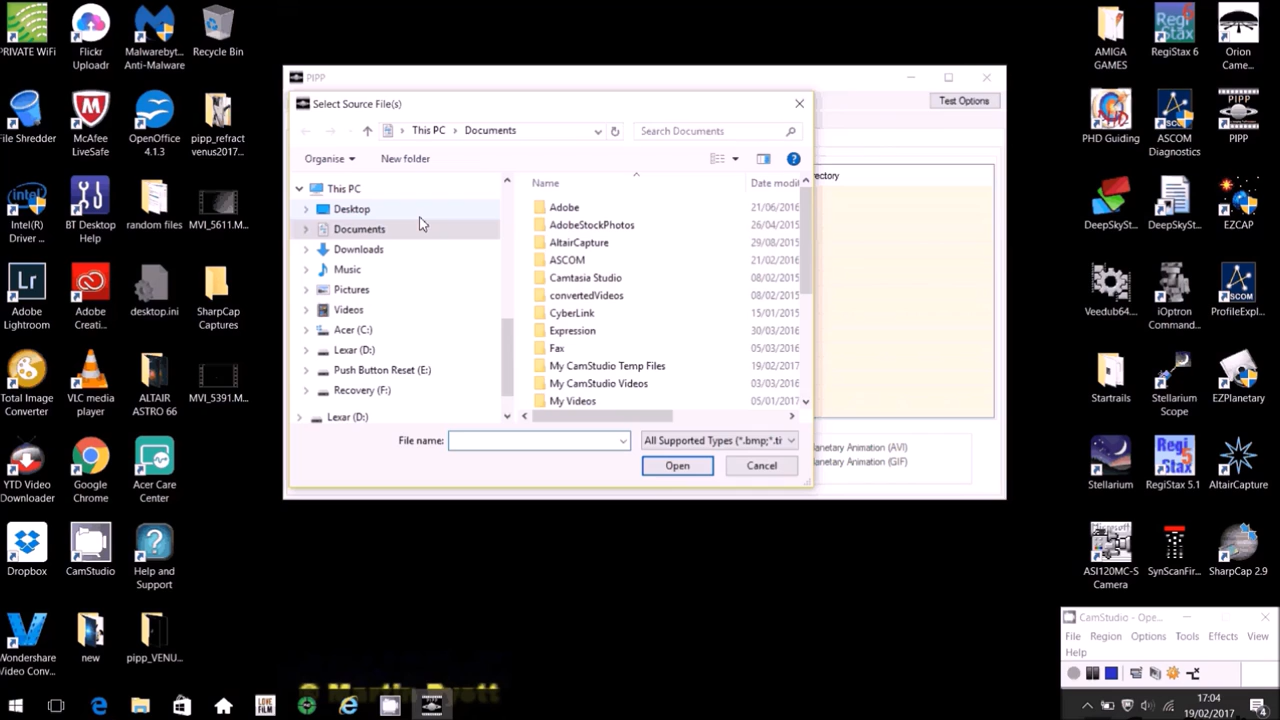 PRIVATE WiFi
Flickr Uploadr
Malwarebyt... Anti-Malware
Recycle Bin
File Shredder
McAfee LiveSafe
OpenOffice 4.1.3
pipp_refract venus2017...
Intel(R) Driver ...
BT Desktop Help
random files
MVI_5611.M...
Adobe Lightroom
Adobe Creati...
desktop.ini
SharpCap Captures
Total Image Converter
VLC media player
ALTAIR ASTRO 66
MVI_5391.M...
YTD Video Downloader
Google Chrome
Acer Care Center
Dropbox
CamStudio
Help and Support
Wondershare Video Conv...
new
pipp_VENU...
PIPP
Test Options
Select Source File(s)
This PC
Documents
Search Documents
Organise
New folder
This PC
Desktop
Documents
Downloads
Music
Pictures
Videos
Acer (C:)
Lexar (D:)
Push Button Reset (E:)
Recovery (F:)
Lexar (D:)
Name
Date modi
Adobe 21/06/2016
AdobeStockPhotos 26/04/2015
AltairCapture 29/08/2015
ASCOM 21/02/2016
Camtasia Studio 08/02/2015
convertedVideos 08/02/2015
CyberLink 15/01/2015
Expression 30/03/2016
Fax 05/03/2016
My CamStudio Temp Files 19/02/2017
My CamStudio Videos 03/03/2016
My Videos 05/01/2017
File name:
All Supported Types (*.bmp;*.ti
Open
Cancel
ectory
lanetary Animation (AVI)
lanetary Animation (GIF)
AMIGA GAMES
RegiStax 6
Orion Came...
PHD Guiding
ASCOM Diagnostics
PIPP
DeepSkySt...
DeepSkySt...
EZCAP
Veedub64...
iOptron Command...
ProfileExpl...
Startrails
Stellarium Scope
EZPlanetary
Stellarium
RegiStax 5.1
AltairCapture
ASI120MC-S Camera
SynScanFir...
SharpCap 2.9
CamStudio - Ope...
File Region Options Tools Effects View
Help
17:04
19/02/2017